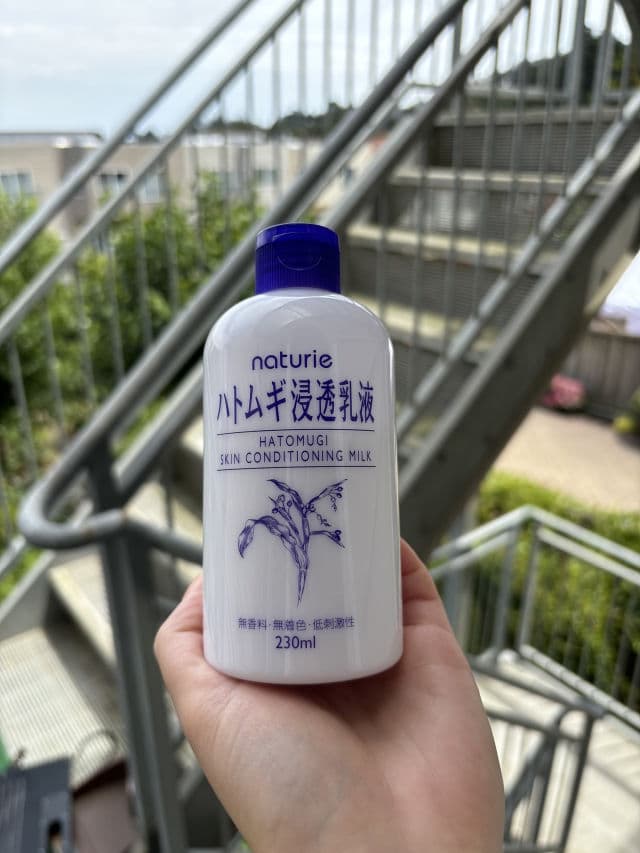 naturie
ハトムギ浸透乳液
HATOMUGI
SKIN CONDITIONING MILK
無香料・無着色・低刺激性
230ml